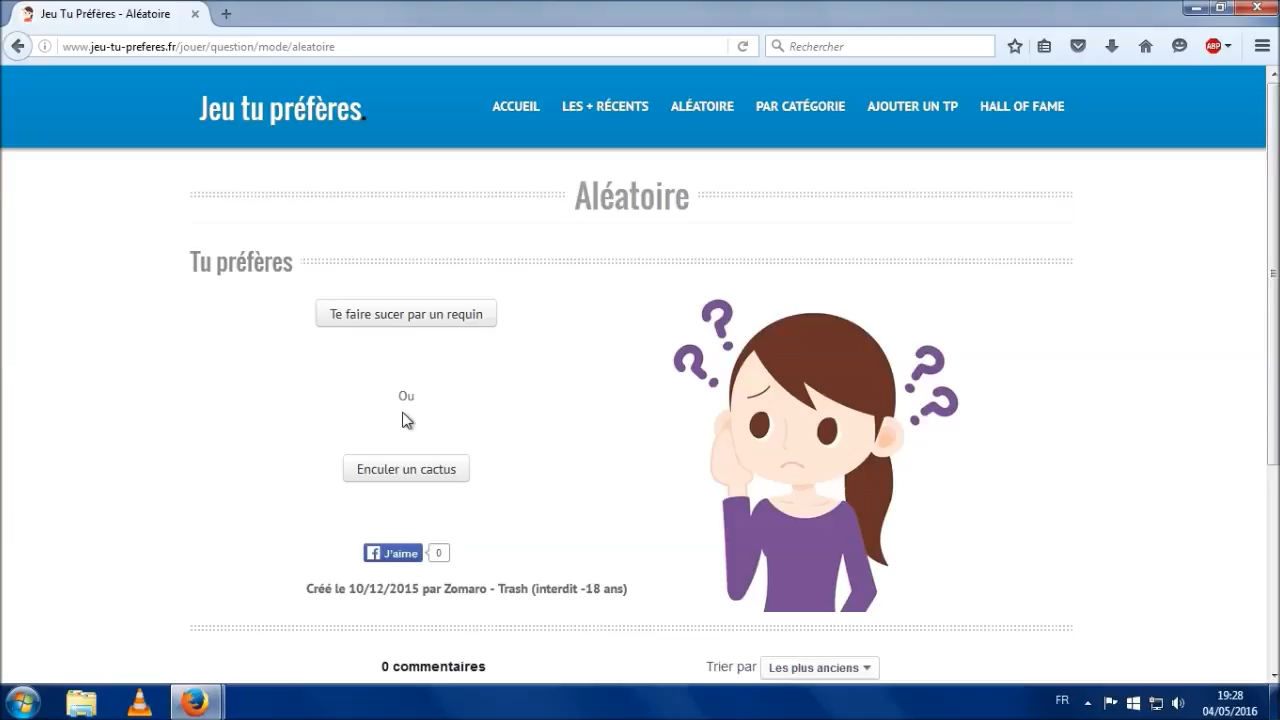 Jeu Tu Préfères - Aléatoire
www.jeu-tu-preferes.fr/jouer/question/mode/aleatoire
Rechercher
ABP
Jeu tu préfères.
ACCUEIL
LES + RÉCENTS
ALÉATOIRE
PAR CATÉGORIE
AJOUTER UN TP
HALL OF FAME
Aléatoire
Tu préfères
Te faire sucer par un requin
Ou
Enculer un cactus
J'aime
0
Créé le 10/12/2015 par Zomaro - Trash (interdit -18 ans)
0 commentaires
Trier par
Les plus anciens
FR
19:28
04/05/2016